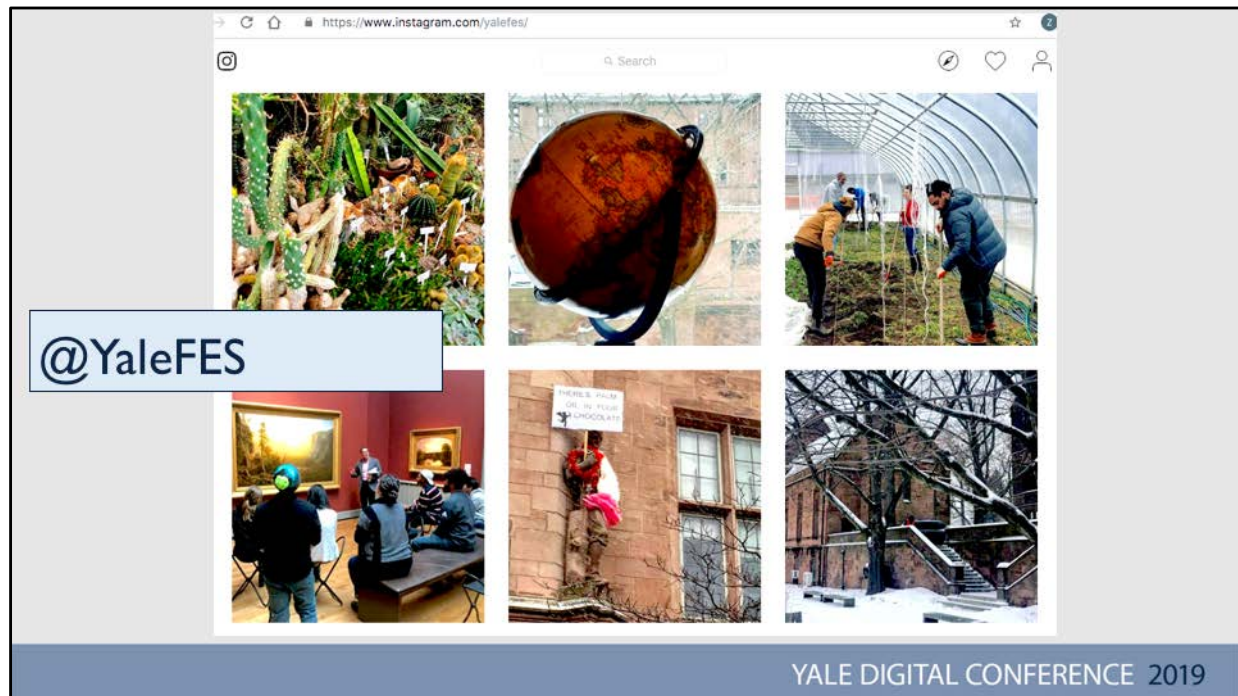 https://www.instagram.com/yalefes/
Z
Search
@YaleFES
THERE'S PALM
OIL IN YOUR
CHOCOLATE
YALE DIGITAL CONFERENCE 2019